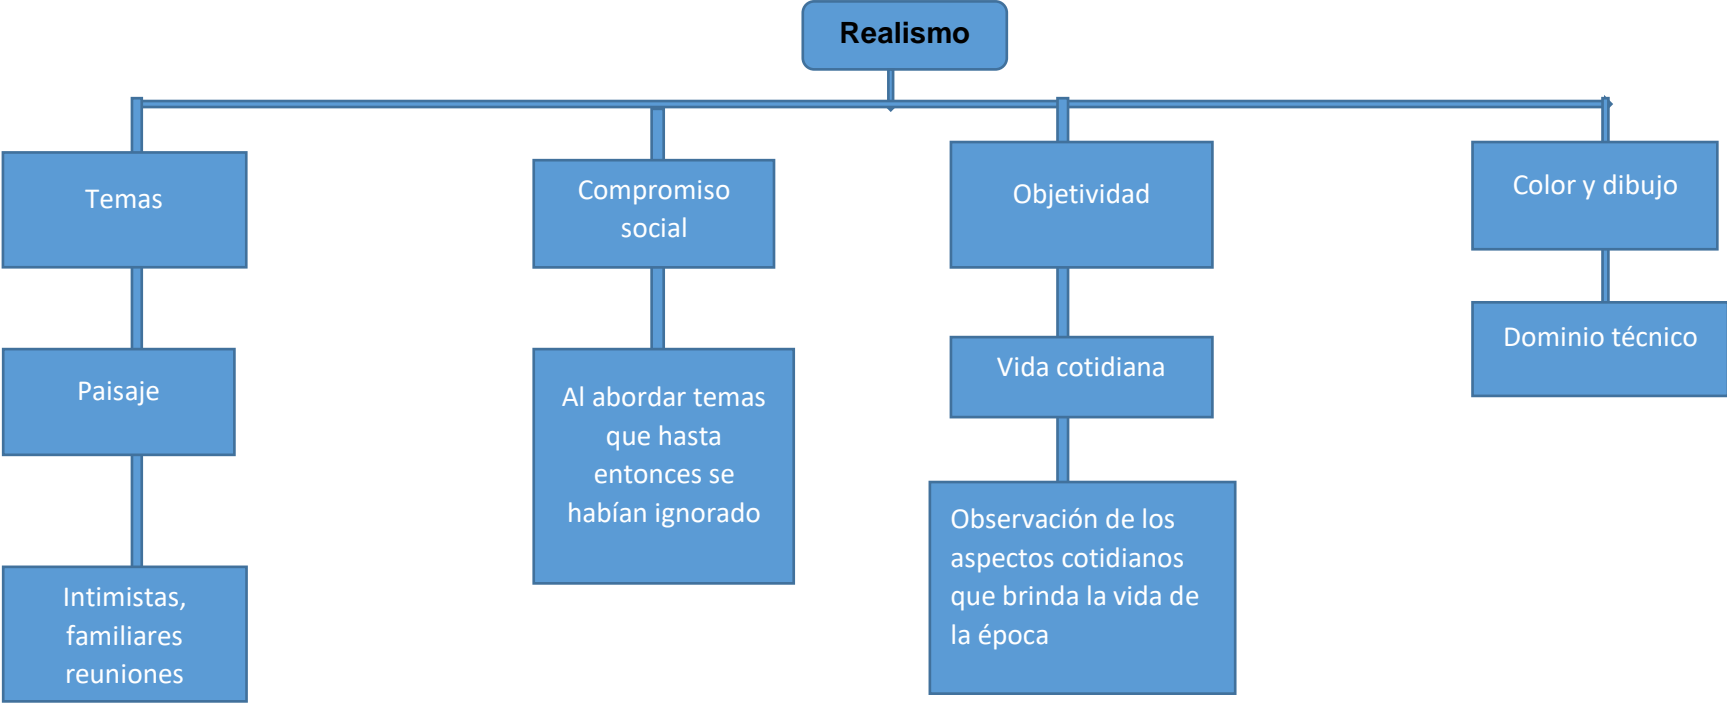 Realismo
Temas
Compromiso
social
Objetividad
Color y dibujo
Paisaje
Al abordar temas
que hasta
entonces se
habían ignorado
Vida cotidiana
Dominio técnico
Intimistas,
familiares
reuniones
Observación de los
aspectos cotidianos
que brinda la vida de
la época